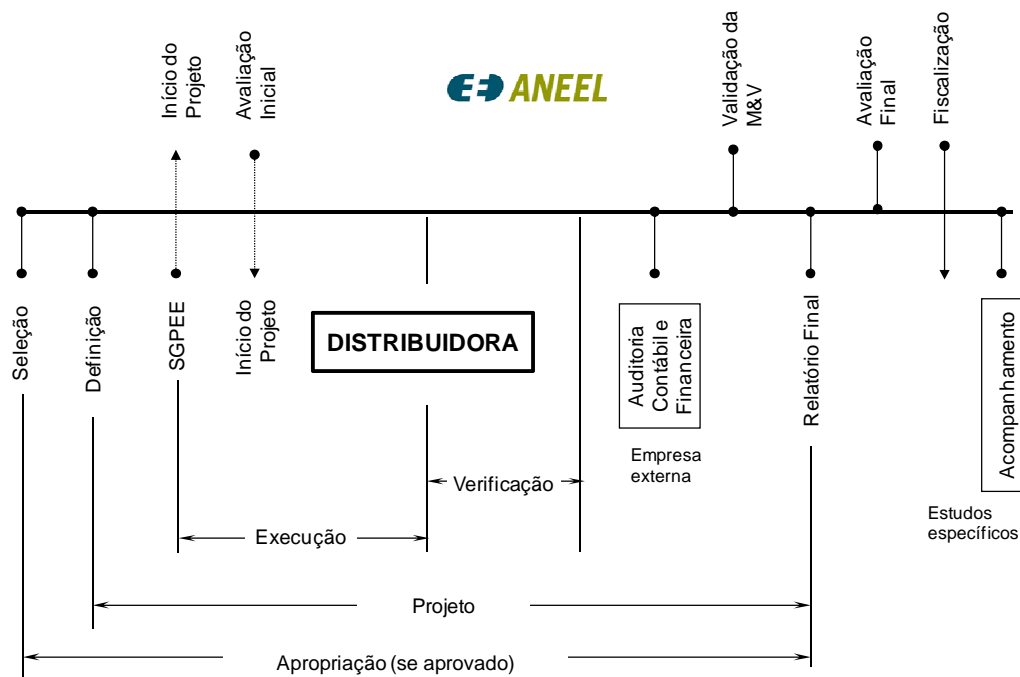 Início do
Projeto
Avaliação
Inicial
ANEEL
Validação da
M&V
Avaliação
Final
Fiscalização
Seleção
Definição
SGPEE
Início do
Projeto
DISTRIBUIDORA
Auditoria
Contábil e
Financeira
Empresa
externa
Relatório Final
Acompanhamento
Estudos
específicos
Verificação
Execução
Projeto
Apropriação (se aprovado)